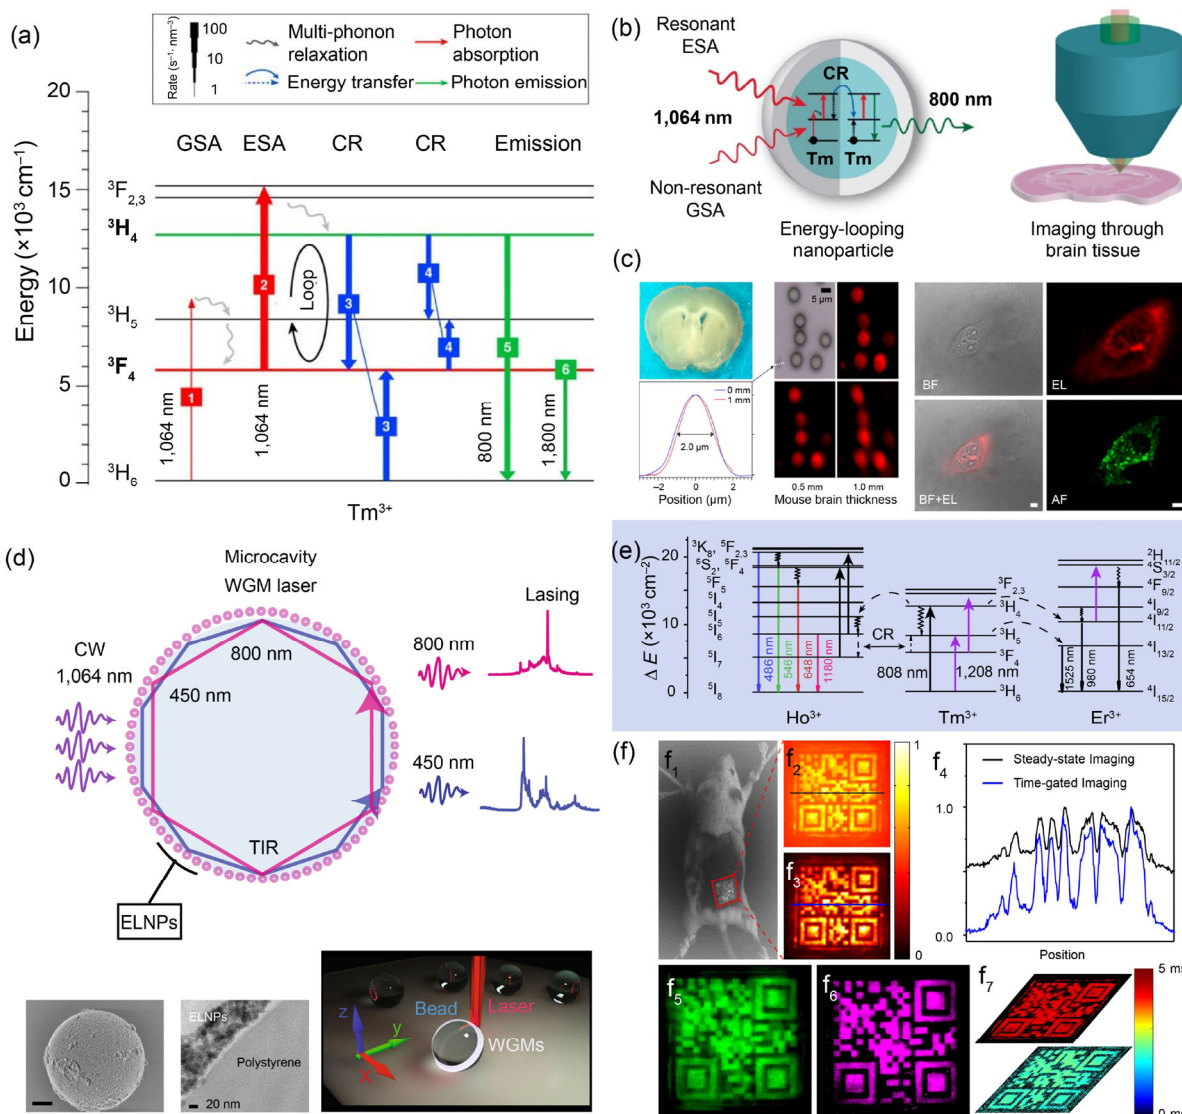 (a)
Rate (s⁻¹· nm⁻³)
100
10
1
Multi-phonon
relaxation
Photon
absorption
Energy transfer
Photon emission
GSA
ESA
CR
CR
Emission
Energy (×10³ cm⁻¹)
20
15
10
5
0
³F₂,₃
³H₄
³H₅
³F₄
³H₆
1
2
3
3
4
4
5
6
Loop
1,064 nm
1,064 nm
800 nm
1,800 nm
Tm³⁺
(b)
Resonant
ESA
1,064 nm
Non-resonant
GSA
CR
Tm
Tm
800 nm
Energy-looping
nanoparticle
Imaging through
brain tissue
(c)
5 µm
0 mm
1 mm
2.0 µm
−2
0
2
Position (µm)
0.5 mm
1.0 mm
Mouse brain thickness
BF
EL
BF+EL
AF
(d)
Microcavity
WGM laser
CW
1,064 nm
800 nm
450 nm
TIR
ELNPs
Lasing
800 nm
450 nm
ELNPs
Polystyrene
20 nm
Bead
Laser
WGMs
z
y
x
(e)
Δ E (×10³ cm⁻²)
20
10
0
³K₈, ⁵F₂,₃
⁵S₂, ⁵F₄
⁵F₅
⁵I₄
⁵I₅
⁵I₆
⁵I₇
⁵I₈
486 nm
546 nm
648 nm
1180 nm
Ho³⁺
CR
808 nm
1,208 nm
³F₂,₃
³H₄
³H₅
³F₄
³H₆
Tm³⁺
²H₁₁/₂
⁴S₃/₂
⁴F₉/₂
⁴I₉/₂
⁴I₁₁/₂
⁴I₁₃/₂
⁴I₁₅/₂
1525 nm
980 nm
654 nm
Er³⁺
(f)
f₁
f₂
f₃
1
0
f₄
Steady-state Imaging
Time-gated Imaging
1.0
0.0
Position
f₅
f₆
f₇
5 ms
0 ms